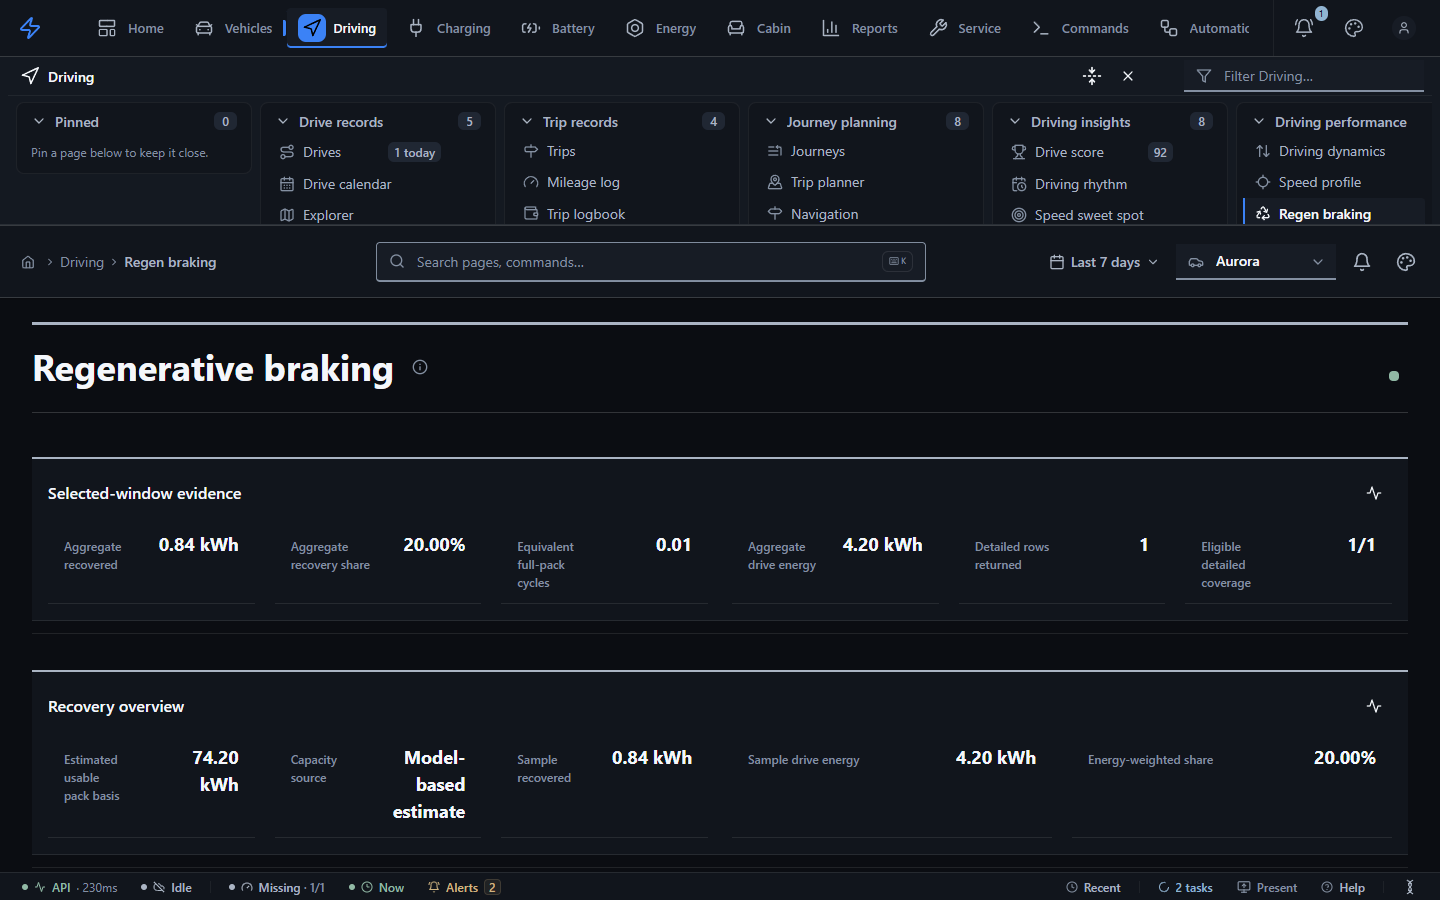 Home
Vehicles
Driving
Charging
Battery
Energy
Cabin
Reports
Service
Commands
Automatic
1
Driving
Filter Driving...
Pinned 0
Pin a page below to keep it close.
Drive records 5
Drives 1 today
Drive calendar
Explorer
Trip records 4
Trips
Mileage log
Trip logbook
Journey planning 8
Journeys
Trip planner
Navigation
Driving insights 8
Drive score 92
Driving rhythm
Speed sweet spot
Driving performance
Driving dynamics
Speed profile
Regen braking
Driving
Regen braking
Search pages, commands...
K
Last 7 days
Aurora
Regenerative braking
Selected-window evidence
Aggregate
recovered
0.84 kWh
Aggregate
recovery share
20.00%
Equivalent
full-pack
cycles
0.01
Aggregate
drive energy
4.20 kWh
Detailed rows
returned
1
Eligible
detailed
coverage
1/1
Recovery overview
Estimated
usable
pack basis
74.20
kWh
Capacity
source
Model-
based
estimate
Sample
recovered
0.84 kWh
Sample drive energy
4.20 kWh
Energy-weighted share
20.00%
API · 230ms
Idle
Missing · 1/1
Now
Alerts 2
Recent
2 tasks
Present
Help